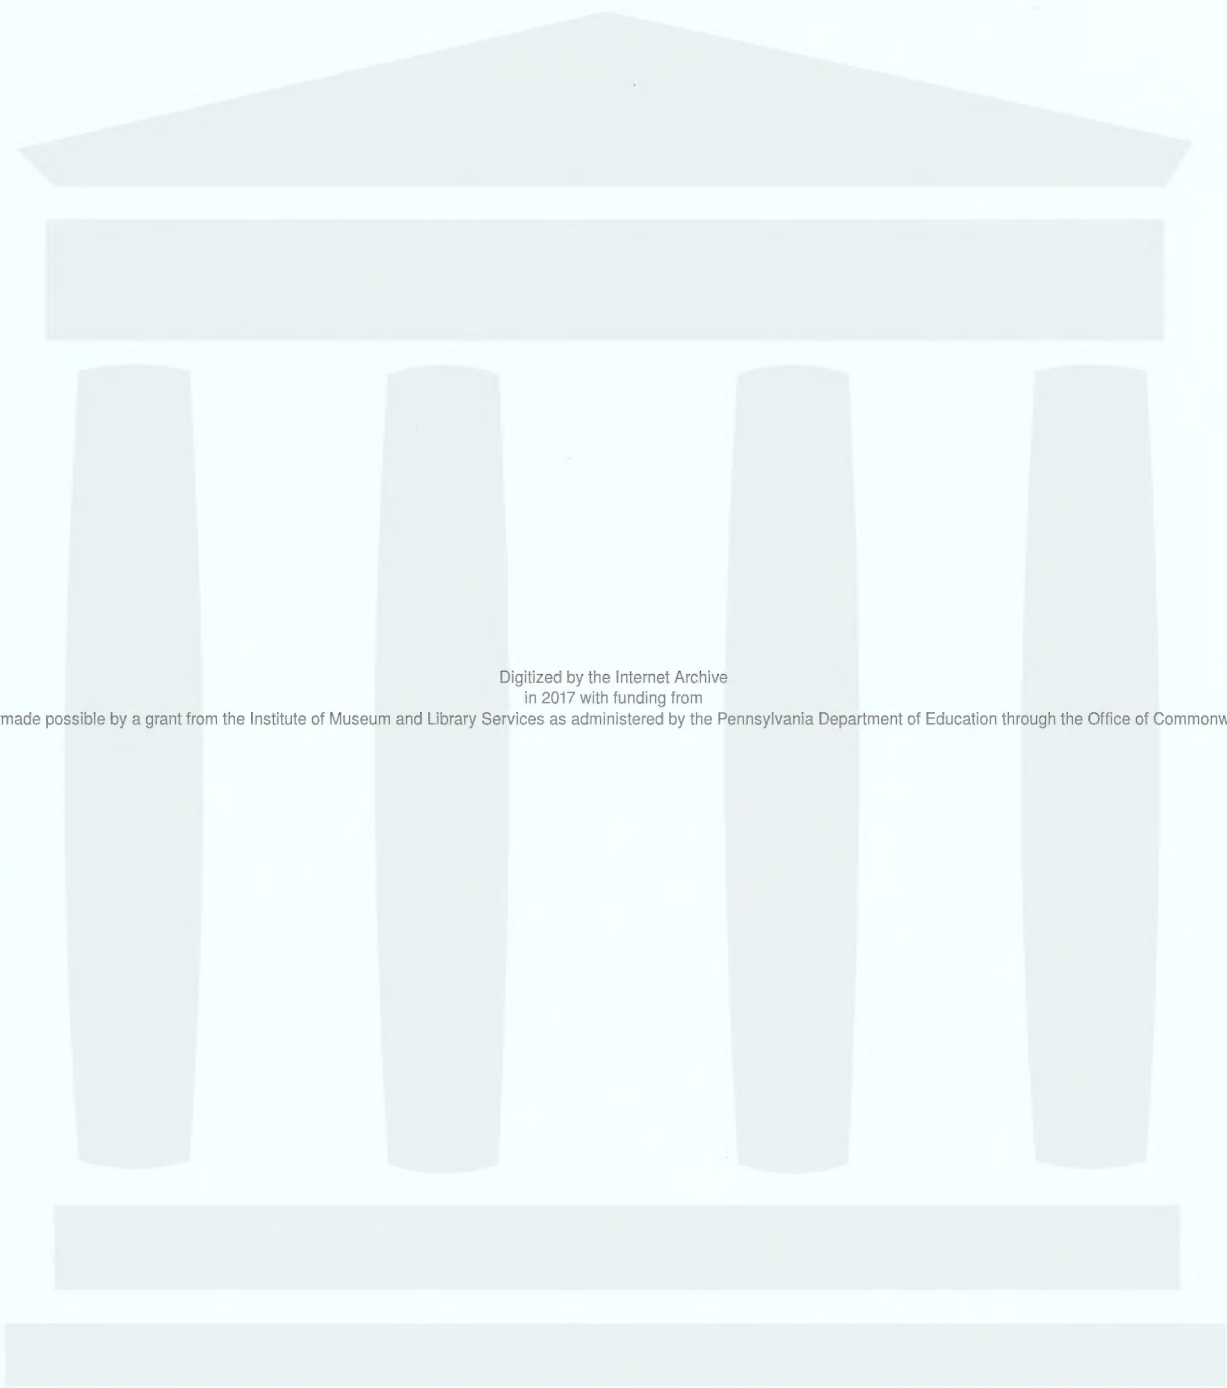 Digitized by the Internet Archive
in 2017 with funding from
made possible by a grant from the Institute of Museum and Library Services as administered by the Pennsylvania Department of Education through the Office of